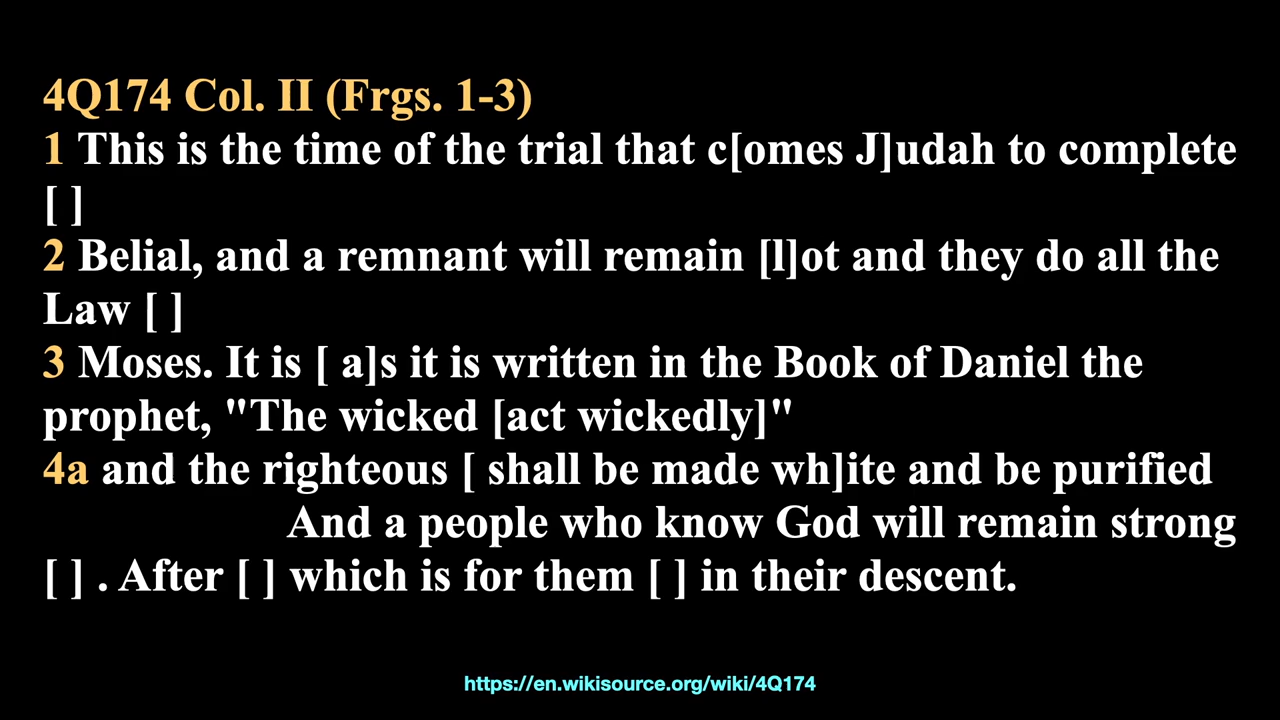 4Q174 Col. II (Frgs. 1-3)
1 This is the time of the trial that c[omes J]udah to complete
[ ]
2 Belial, and a remnant will remain [l]ot and they do all the
Law [ ]
3 Moses. It is [ a]s it is written in the Book of Daniel the
prophet, "The wicked [act wickedly]"
4a and the righteous [ shall be made wh]ite and be purified
And a people who know God will remain strong
[ ] . After [ ] which is for them [ ] in their descent.
https://en.wikisource.org/wiki/4Q174